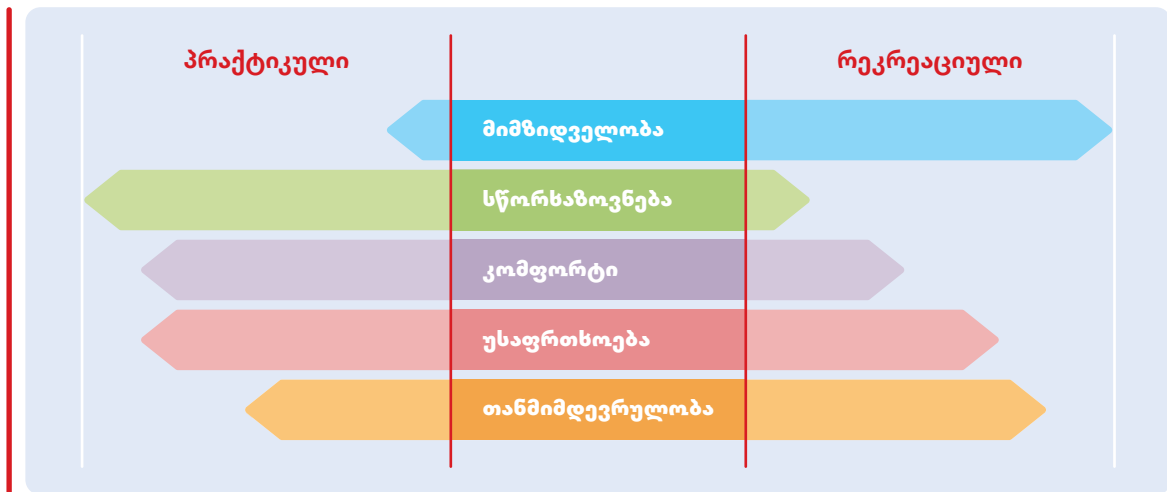 პრაქტიკული
რეკრეაციული
მიმზიდველობა
სწორხაზოვნება
კომფორტი
უსაფრთხოება
თანმიმდევრულობა